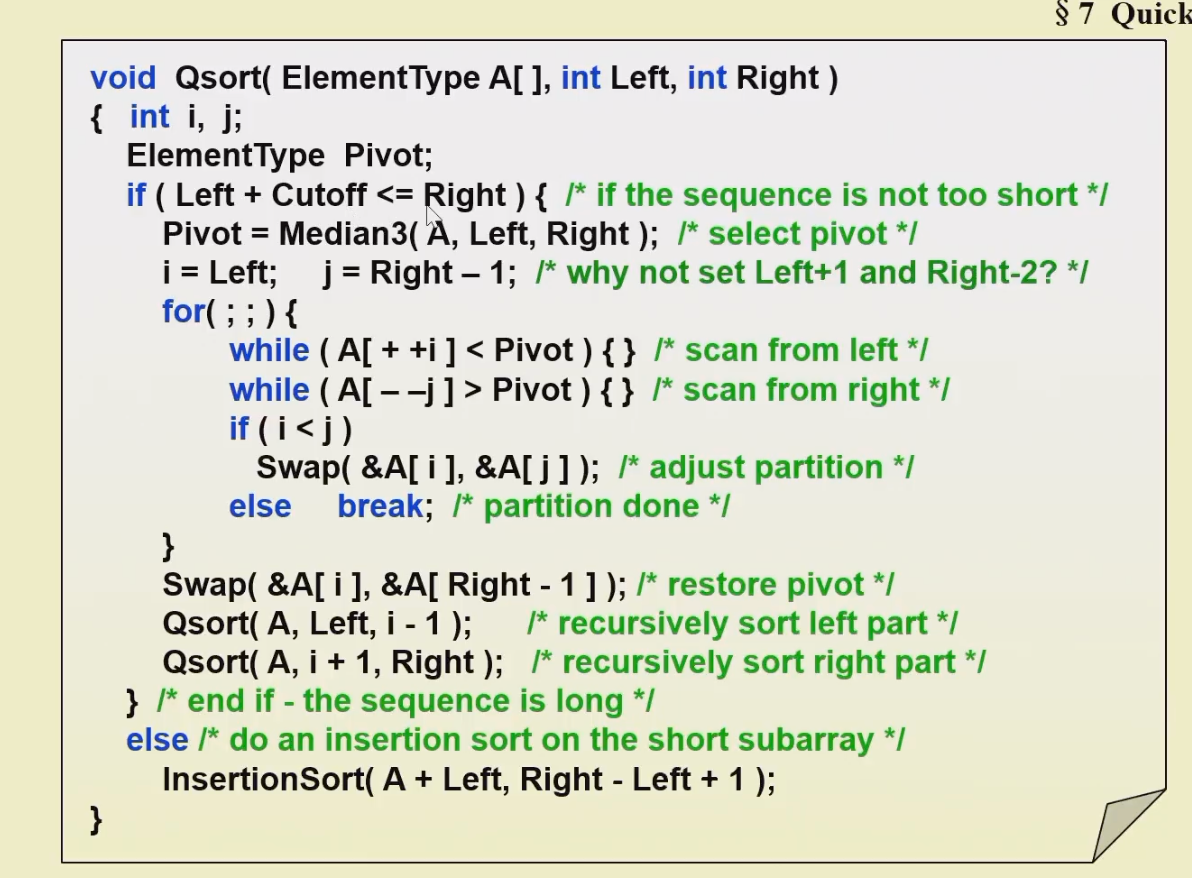 § 7 Quick
void Qsort( ElementType A[ ], int Left, int Right )
{ int i, j;
ElementType Pivot;
if ( Left + Cutoff <= Right ) { /* if the sequence is not too short */
Pivot = Median3( A, Left, Right ); /* select pivot */
i = Left; j = Right – 1; /* why not set Left+1 and Right-2? */
for( ; ; ) {
while ( A[ + +i ] < Pivot ) { } /* scan from left */
while ( A[ – –j ] > Pivot ) { } /* scan from right */
if ( i < j )
Swap( &A[ i ], &A[ j ] ); /* adjust partition */
else break; /* partition done */
}
Swap( &A[ i ], &A[ Right - 1 ] ); /* restore pivot */
Qsort( A, Left, i - 1 ); /* recursively sort left part */
Qsort( A, i + 1, Right ); /* recursively sort right part */
} /* end if - the sequence is long */
else /* do an insertion sort on the short subarray */
InsertionSort( A + Left, Right - Left + 1 );
}